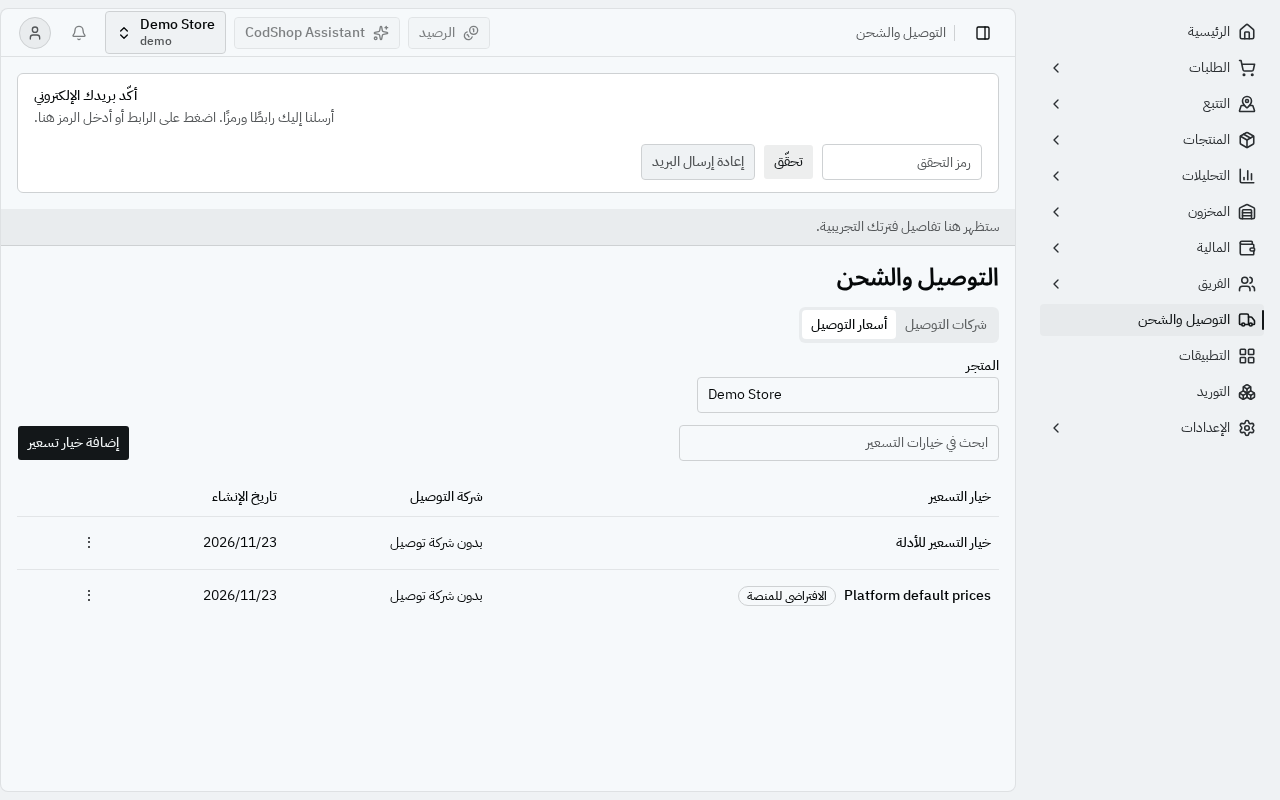 الرئيسية
الطلبات
التتبع
المنتجات
التحليلات
المخزون
المالية
الفريق
التوصيل والشحن
التطبيقات
التوريد
الإعدادات
التوصيل والشحن
الرصيد
CodShop Assistant
Demo Store
demo
أكّد بريدك الإلكتروني
أرسلنا إليك رابطًا ورمزًا. اضغط على الرابط أو أدخل الرمز هنا.
رمز التحقق
تحقّق
إعادة إرسال البريد
ستظهر هنا تفاصيل فترتك التجريبية.
التوصيل والشحن
شركات التوصيل
أسعار التوصيل
المتجر
Demo Store
ابحث في خيارات التسعير
إضافة خيار تسعير
خيار التسعير
شركة التوصيل
تاريخ الإنشاء
خيار التسعير للأدلة
بدون شركة توصيل
2026/11/23
Platform default prices
الافتراضي للمنصة
بدون شركة توصيل
2026/11/23